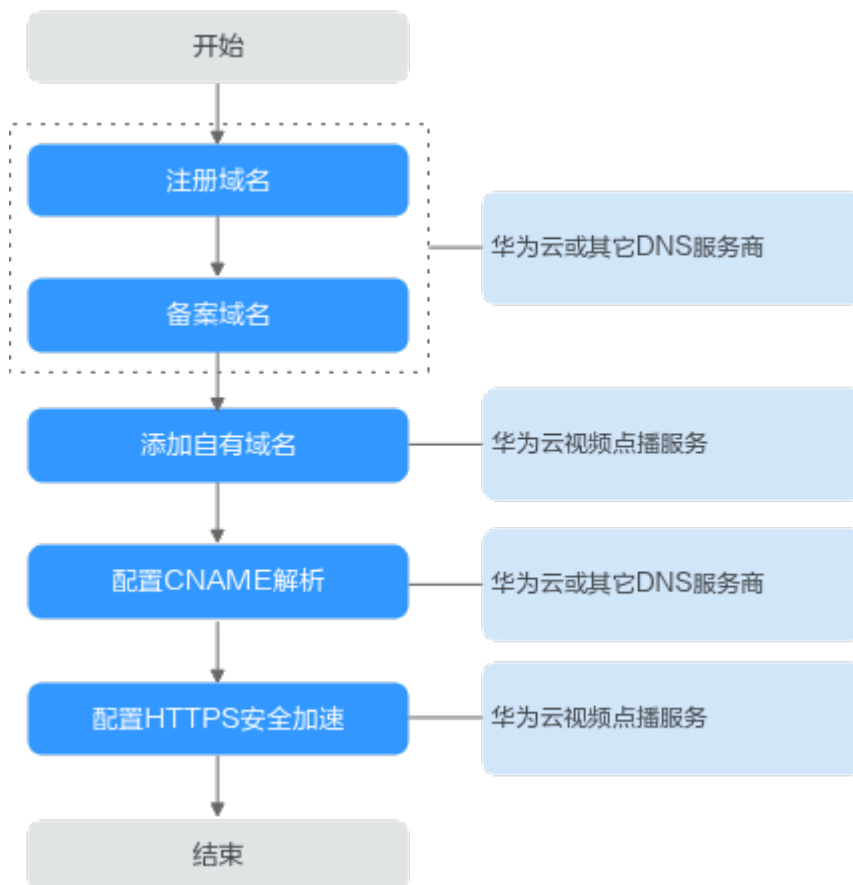 开始
注册域名
华为云或其它DNS服务商
备案域名
添加自有域名
华为云视频点播服务
配置CNAME解析
华为云或其它DNS服务商
配置HTTPS安全加速
华为云视频点播服务
结束